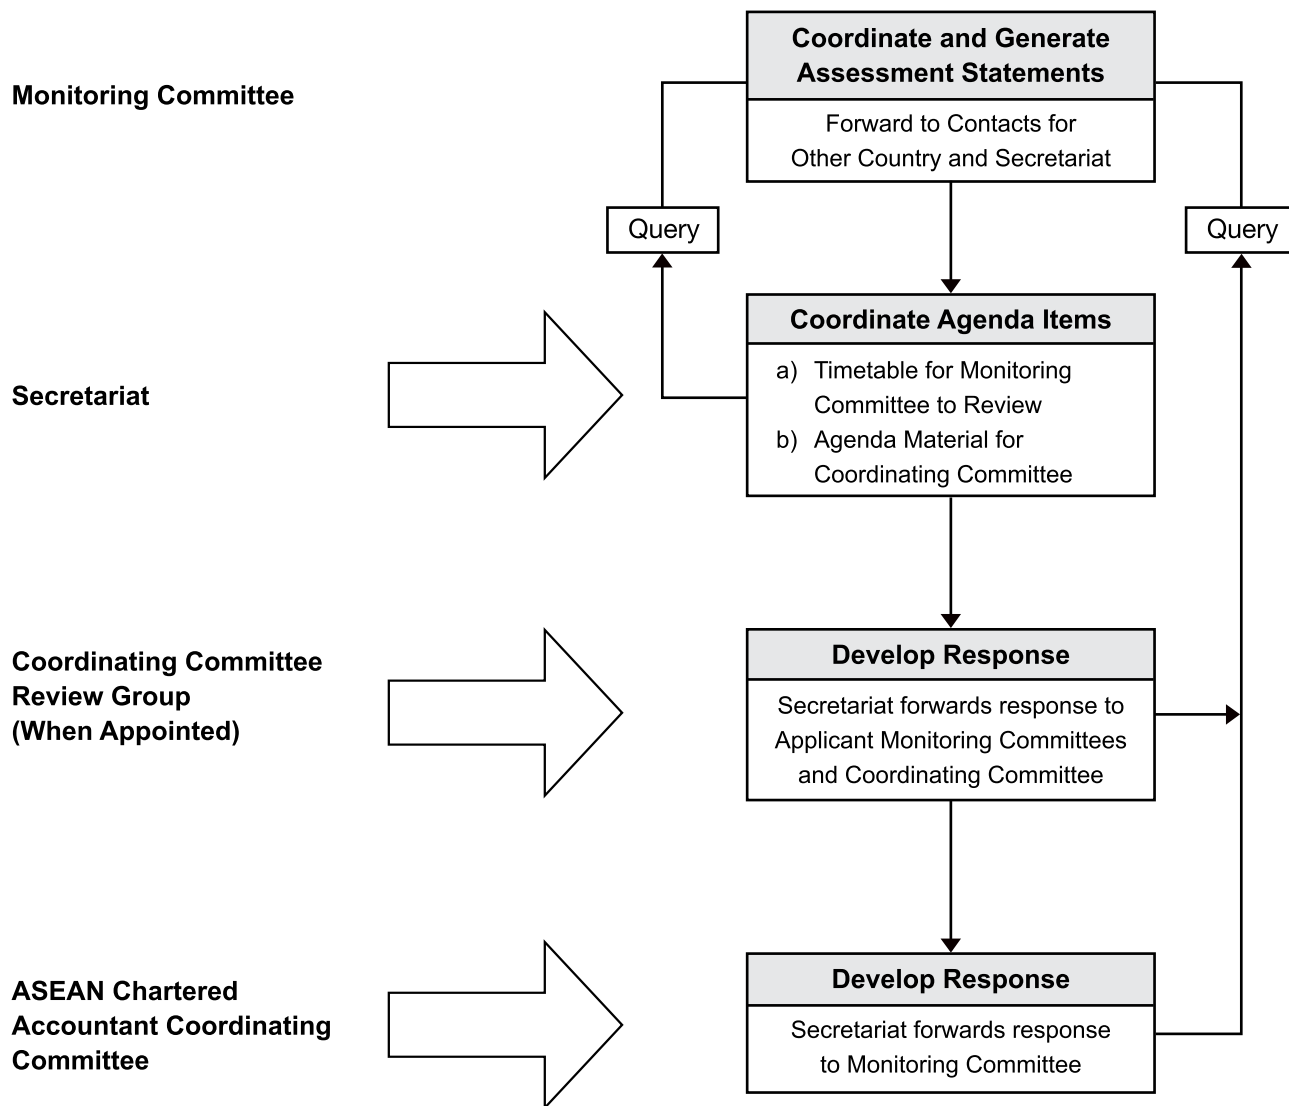 Coordinate and Generate
Assessment Statements
Monitoring Committee
Forward to Contacts for
Other Country and Secretariat
Query
Query
Coordinate Agenda Items
a) Timetable for Monitoring
Committee to Review
b) Agenda Material for
Coordinating Committee
Secretariat
Coordinating Committee
Review Group
(When Appointed)
Develop Response
Secretariat forwards response to
Applicant Monitoring Committees
and Coordinating Committee
ASEAN Chartered
Accountant Coordinating
Committee
Develop Response
Secretariat forwards response
to Monitoring Committee